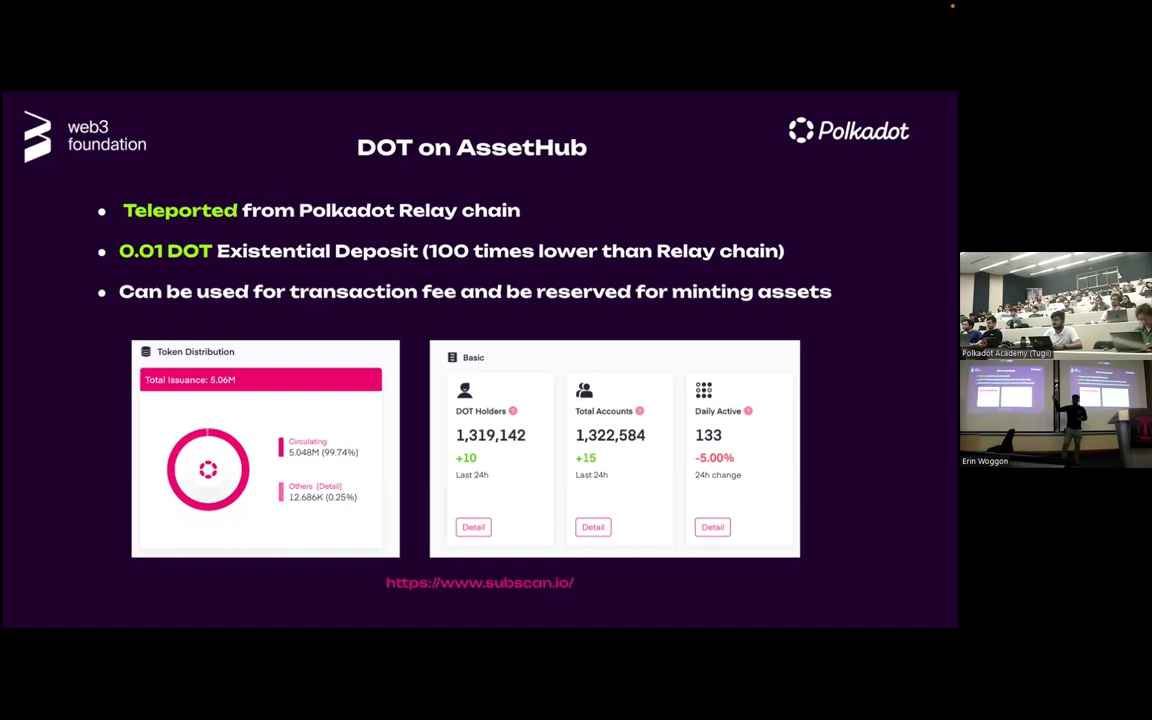 web3
foundation
Polkadot
DOT on AssetHub
● Teleported from Polkadot Relay chain
● 0.01 DOT Existential Deposit (100 times lower than Relay chain)
● Can be used for transaction fee and be reserved for minting assets
Token Distribution
Total Issuance: 5.06M
Circulating
5.048M (99.74%)
Others [Detail]
12.686K (0.25%)
Basic
DOT Holders ?
1,319,142
+10
Last 24h
Detail
Total Accounts ?
1,322,584
+15
Last 24h
Detail
Daily Active ?
133
-5.00%
24h change
Detail
https://www.subscan.io/
Polkadot Academy (Tugii)
Erin Woggon